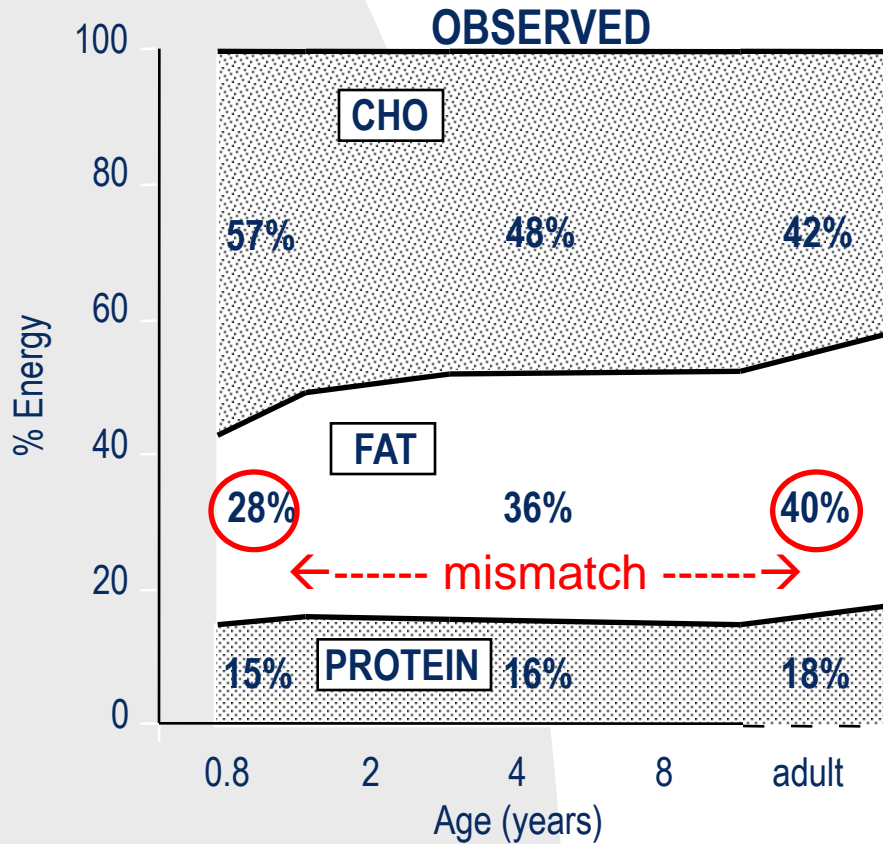 OBSERVED
100
CHO
80
57% 48% 42%
60
% Energy
40
FAT
28% 36% 40%
←------ mismatch ------→
20
PROTEIN
15% 16% 18%
0
0.8 2 4 8 adult
Age (years)